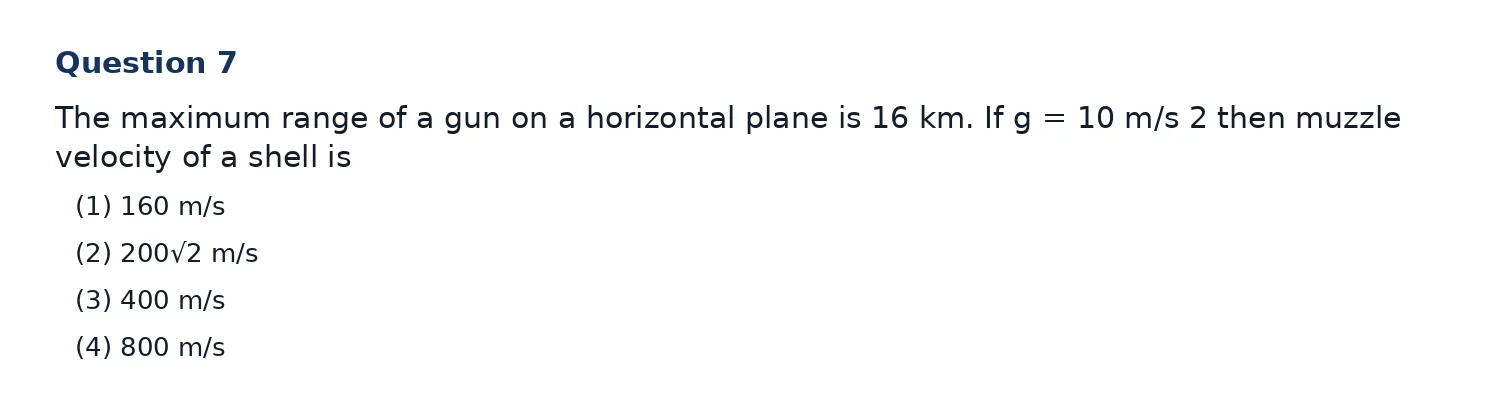 Question 7
The maximum range of a gun on a horizontal plane is 16 km. If g = 10 m/s 2 then muzzle
velocity of a shell is
(1) 160 m/s
(2) 200√2 m/s
(3) 400 m/s
(4) 800 m/s